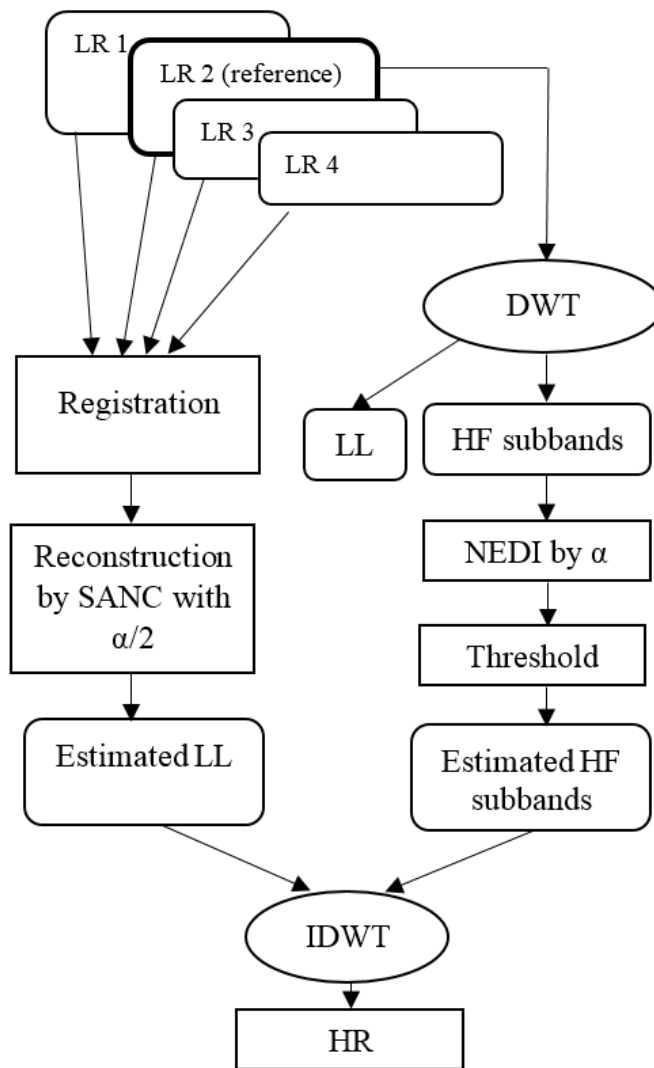 LR 1
LR 2 (reference)
LR 3
LR 4
DWT
Registration
LL
HF subbands
Reconstruction
by SANC with
α/2
NEDI by α
Threshold
Estimated LL
Estimated HF
subbands
IDWT
HR